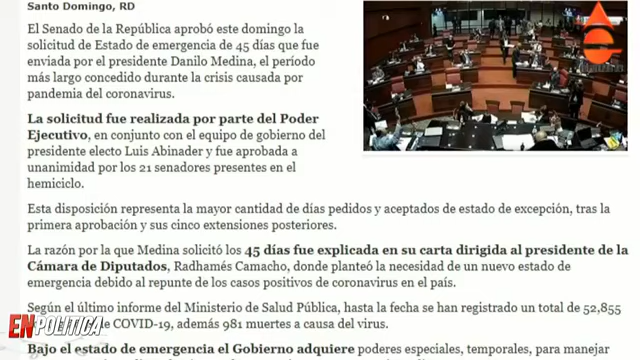 Santo Domingo, RD
El Senado de la República aprobó este domingo la
solicitud de Estado de emergencia de 45 días que fue
enviada por el presidente Danilo Medina, el período
más largo concedido durante la crisis causada por
pandemia del coronavirus.
La solicitud fue realizada por parte del Poder
Ejecutivo, en conjunto con el equipo de gobierno del
presidente electo Luis Abinader y fue aprobada a
unanimidad por los 21 senadores presentes en el
hemiciclo.
Esta disposición representa la mayor cantidad de días pedidos y aceptados de estado de excepción, tras la
primera aprobación y sus cinco extensiones posteriores.
La razón por la que Medina solicitó los 45 días fue explicada en su carta dirigida al presidente de la
Cámara de Diputados, Radhamés Camacho, donde planteó la necesidad de un nuevo estado de
emergencia debido al repunte de los casos positivos de coronavirus en el país.
Según el último informe del Ministerio de Salud Pública, hasta la fecha se han registrado un total de 52,855
de COVID-19, además 981 muertes a causa del virus.
EN POLITICA
Bajo el estado de emergencia el Gobierno adquiere poderes especiales, temporales, para manejar